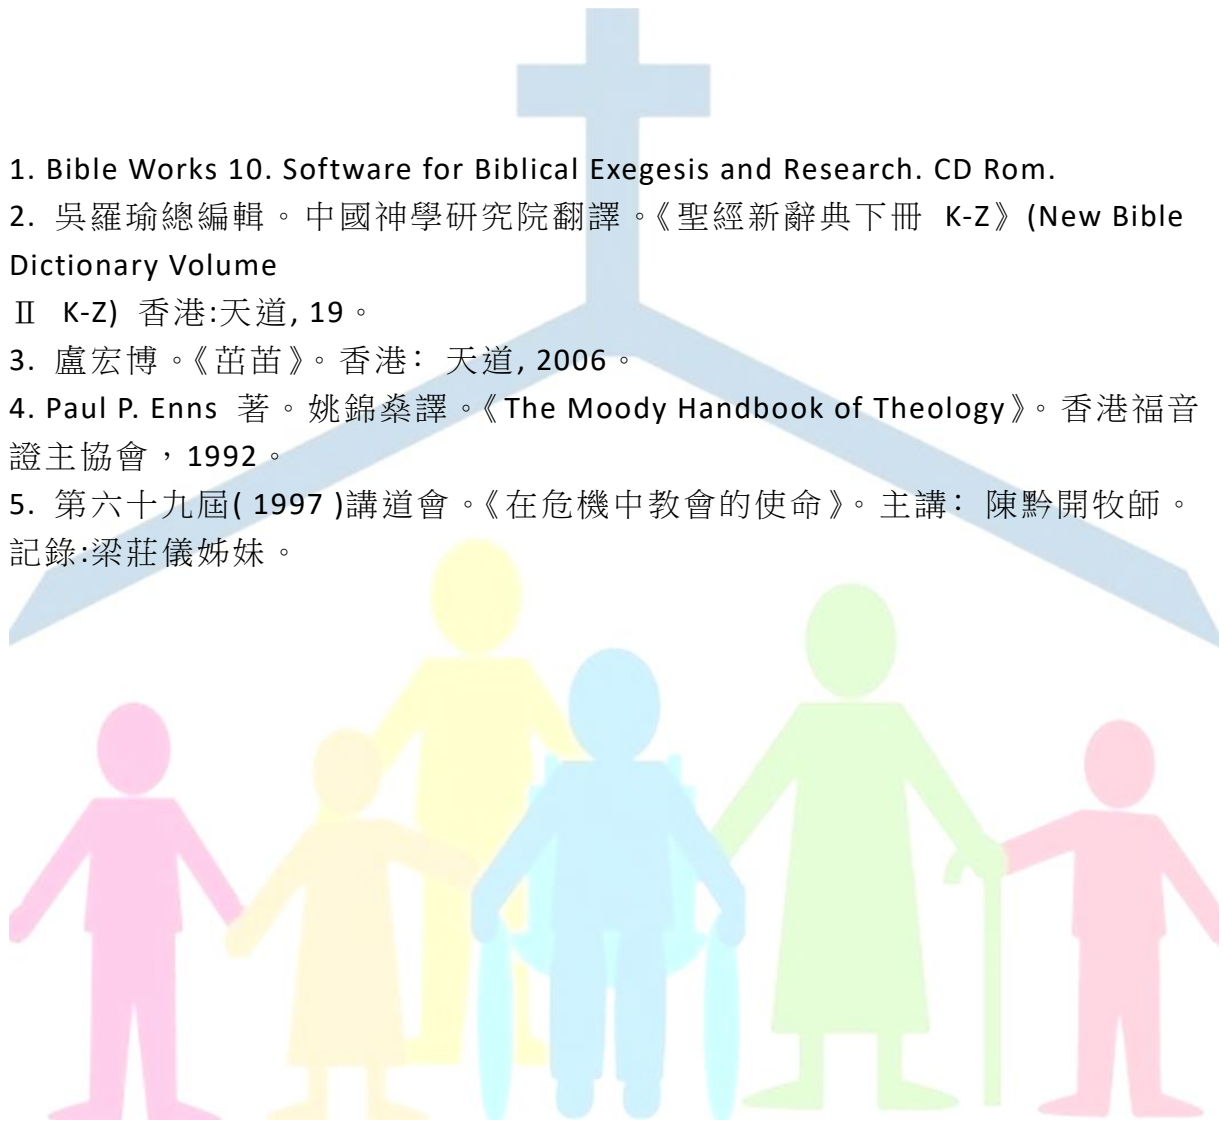 1. Bible Works 10. Software for Biblical Exegesis and Research. CD Rom.
2. 吳羅瑜總編輯。中國神學研究院翻譯。《聖經新辭典下冊 K-Z》(New Bible
Dictionary Volume
Ⅱ K-Z) 香港:天道, 19。
3. 盧宏博。《茁苗》。香港：天道, 2006。
4. Paul P. Enns 著。姚錦燊譯。《The Moody Handbook of Theology》。香港福音
證主協會，1992。
5. 第六十九屆( 1997 )講道會。《在危機中教會的使命》。主講：陳黔開牧師。
記錄:梁莊儀姊妹。